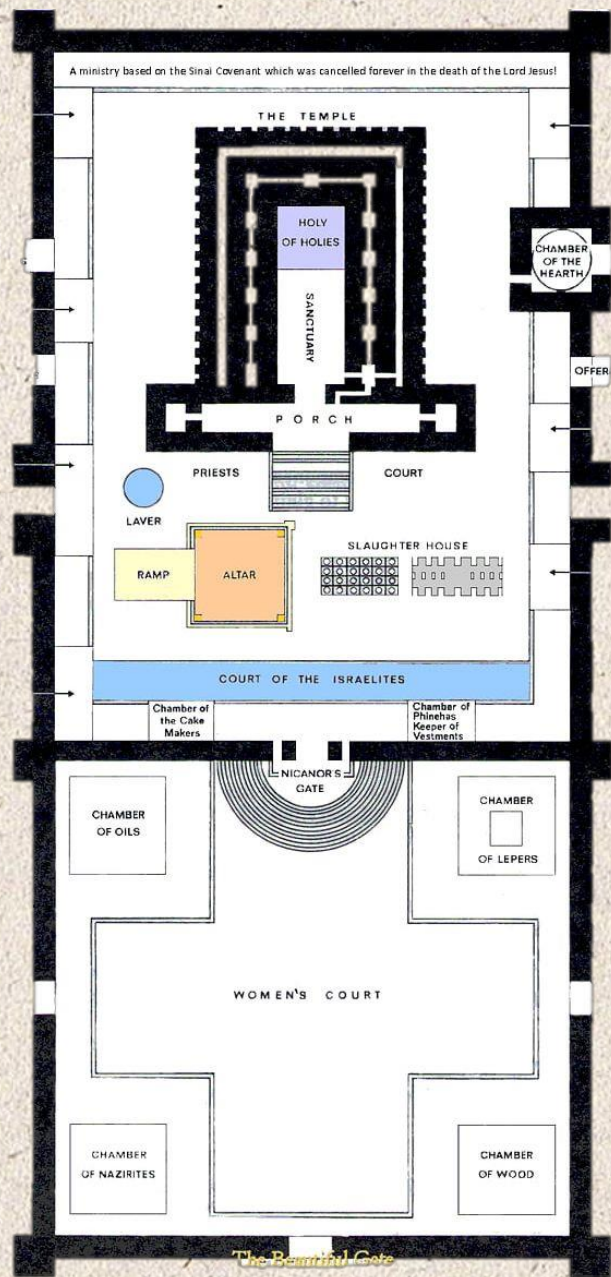 A ministry based on the Sinai Covenant which was cancelled forever in the death of the Lord Jesus!
THE TEMPLE
HOLY
OF HOLIES
CHAMBER
OF THE
HEARTH
SANCTUARY
OFFER
PORCH
PRIESTS COURT
LAVER
SLAUGHTER HOUSE
RAMP
ALTAR
COURT OF THE ISRAELITES
Chamber of
the Cake
Makers
Chamber of
Phinehas
Keeper of
Vestments
NICANOR'S
GATE
CHAMBER
OF OILS
CHAMBER
OF LEPERS
WOMEN'S COURT
CHAMBER
OF NAZIRITES
CHAMBER
OF WOOD
The Beautiful Gate